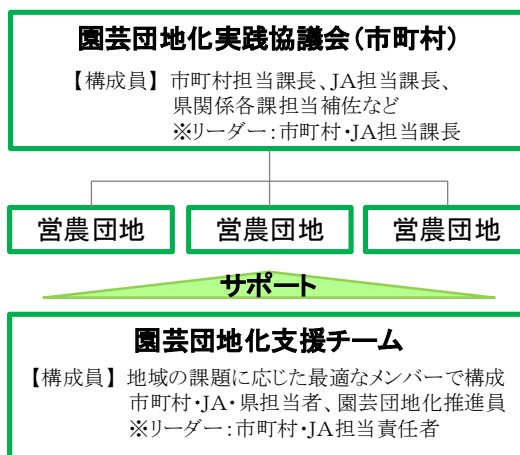 園芸団地化実践協議会（市町村）
【構成員】 市町村担当課長、JA担当課長、
県関係各課担当補佐など
※リーダー：市町村・JA担当課長
営農団地 営農団地 営農団地
サポート
園芸団地化支援チーム
【構成員】 地域の課題に応じた最適なメンバーで構成
市町村・JA・県担当者、園芸団地化推進員
※リーダー：市町村・JA担当責任者